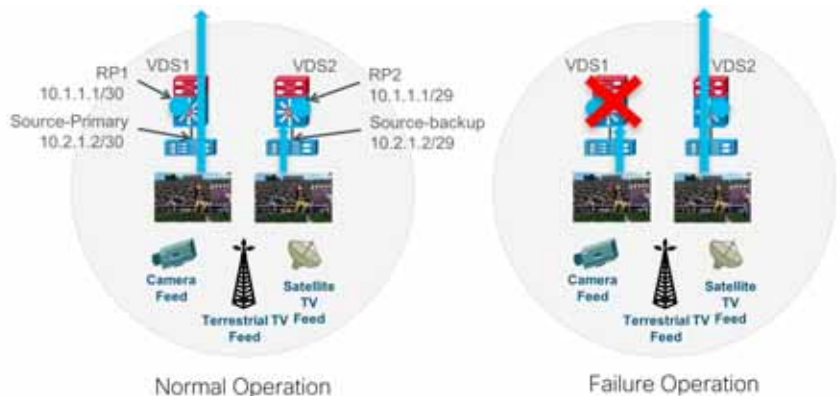 VDS1
VDS2
RP1
10.1.1.1/30
RP2
10.1.1.1/29
Source-Primary
10.2.1.2/30
Source-backup
10.2.1.2/29
Camera
Feed
Terrestrial TV
Feed
Satellite
TV
Feed
Normal Operation
VDS1
VDS2
Camera
Feed
Terrestrial TV
Feed
Satellite
TV
Feed
Failure Operation